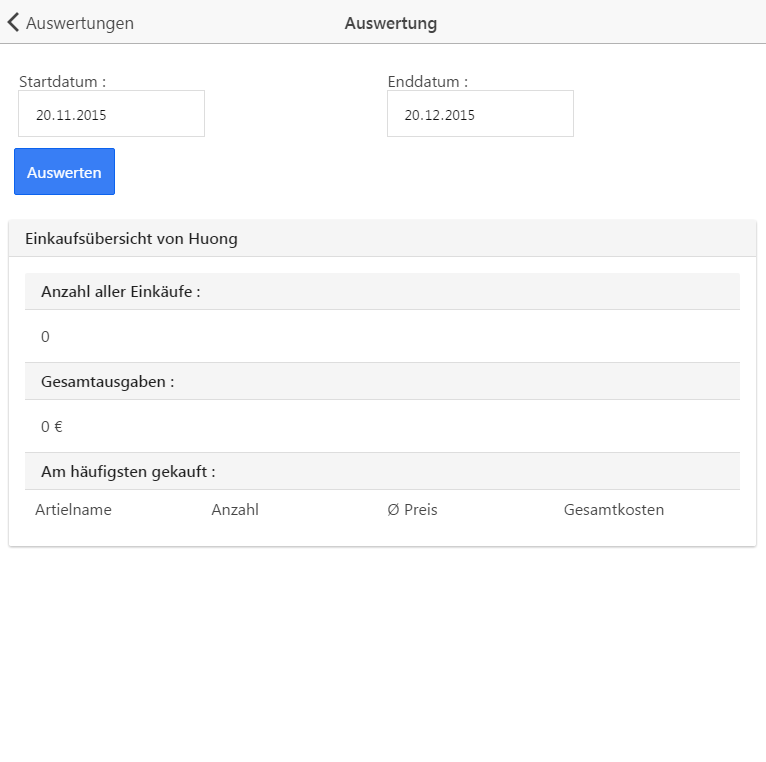 Auswertungen
Auswertung
Startdatum :
Enddatum :
20.11.2015
20.12.2015
Auswerten
Einkaufsübersicht von Huong
Anzahl aller Einkäufe :
0
Gesamtausgaben :
0 €
Am häufigsten gekauft :
Artielname Anzahl Ø Preis Gesamtkosten